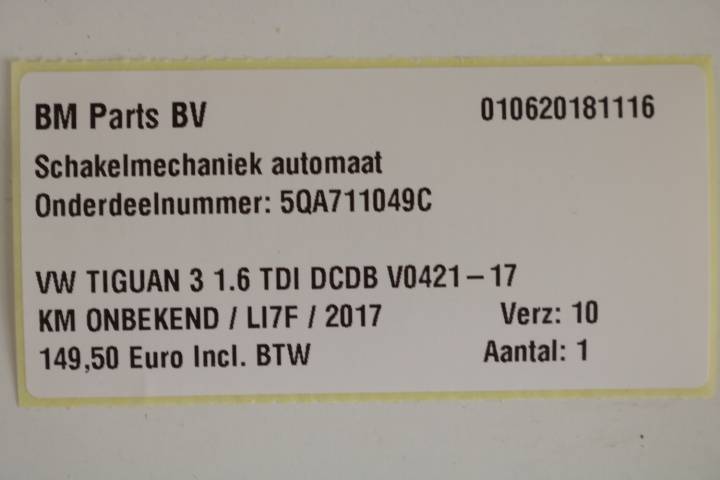 BM Parts BV 010620181116
Schakelmechaniek automaat
Onderdeelnummer: 5QA711049C
VW TIGUAN 3 1.6 TDI DCDB V0421-17
KM ONBEKEND / LI7F / 2017 Verz: 10
149,50 Euro Incl. BTW Aantal: 1